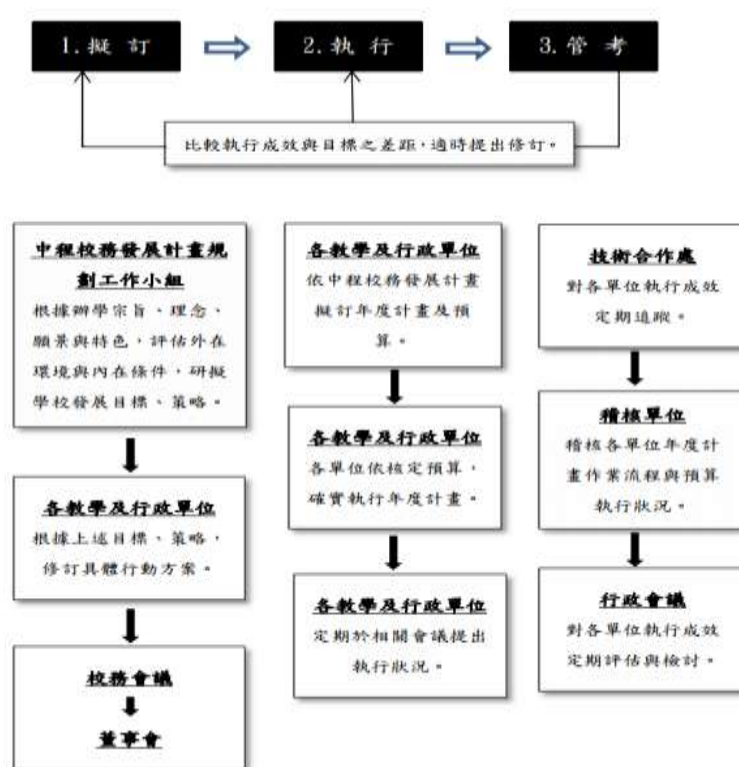 1.擬訂
2.執行
3.管考
比較執行成效與目標之差距，適時提出修訂。
中程校務發展計畫規
劃工作小組
根據辦學宗旨、理念、
願景與特色，評估外在
環境與內在條件，研擬
學校發展目標、策略。
各教學及行政單位
根據上述目標、策略，
修訂具體行動方案。
校務會議
董事會
各教學及行政單位
依中程校務發展計畫
擬訂年度計畫及預
算。
各教學及行政單位
各單位依核定預算，
確實執行年度計畫。
各教學及行政單位
定期於相關會議提出
執行狀況。
技術合作處
對各單位執行成效
定期追蹤。
稽核單位
稽核各單位年度計
畫作業流程與預算
執行狀況。
行政會議
對各單位執行成效
定期評估與檢討。